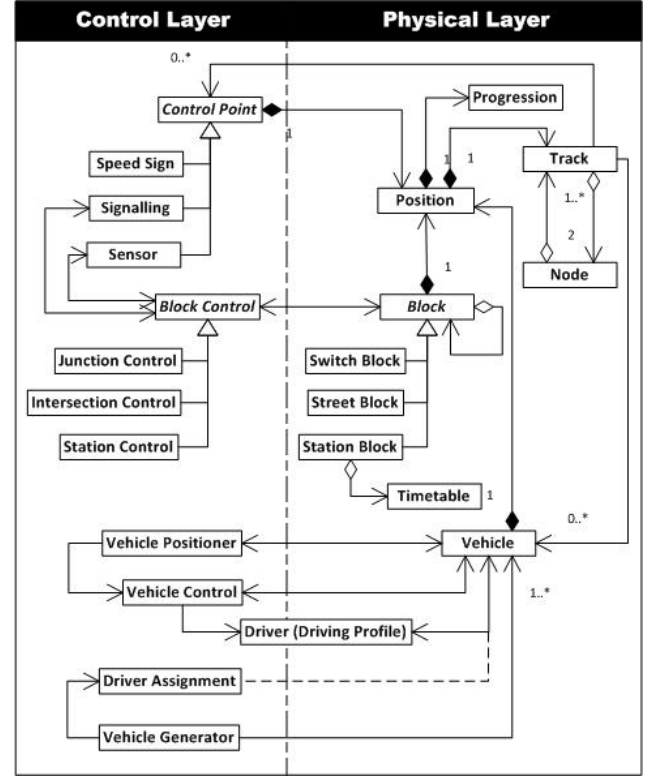 Control Layer
Physical Layer
0..*
Control Point
1
Progression
Speed Sign
1
1
Track
Signalling
Position
1..*
Sensor
2
1
Node
Block Control
Block
Junction Control
Switch Block
Intersection Control
Street Block
Station Control
Station Block
Timetable
1
0..*
Vehicle Positioner
Vehicle
Vehicle Control
1..*
Driver (Driving Profile)
Driver Assignment
Vehicle Generator